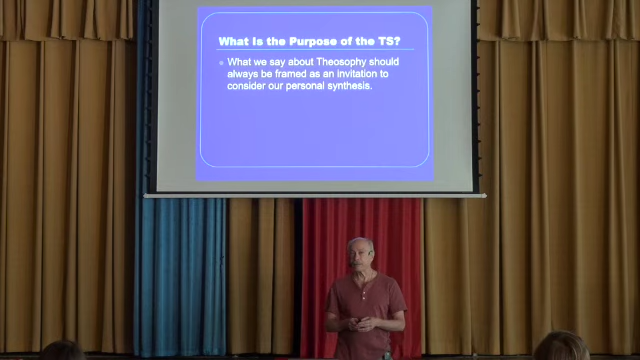 What Is the Purpose of the TS?
What we say about Theosophy should
always be framed as an invitation to
consider our personal synthesis.